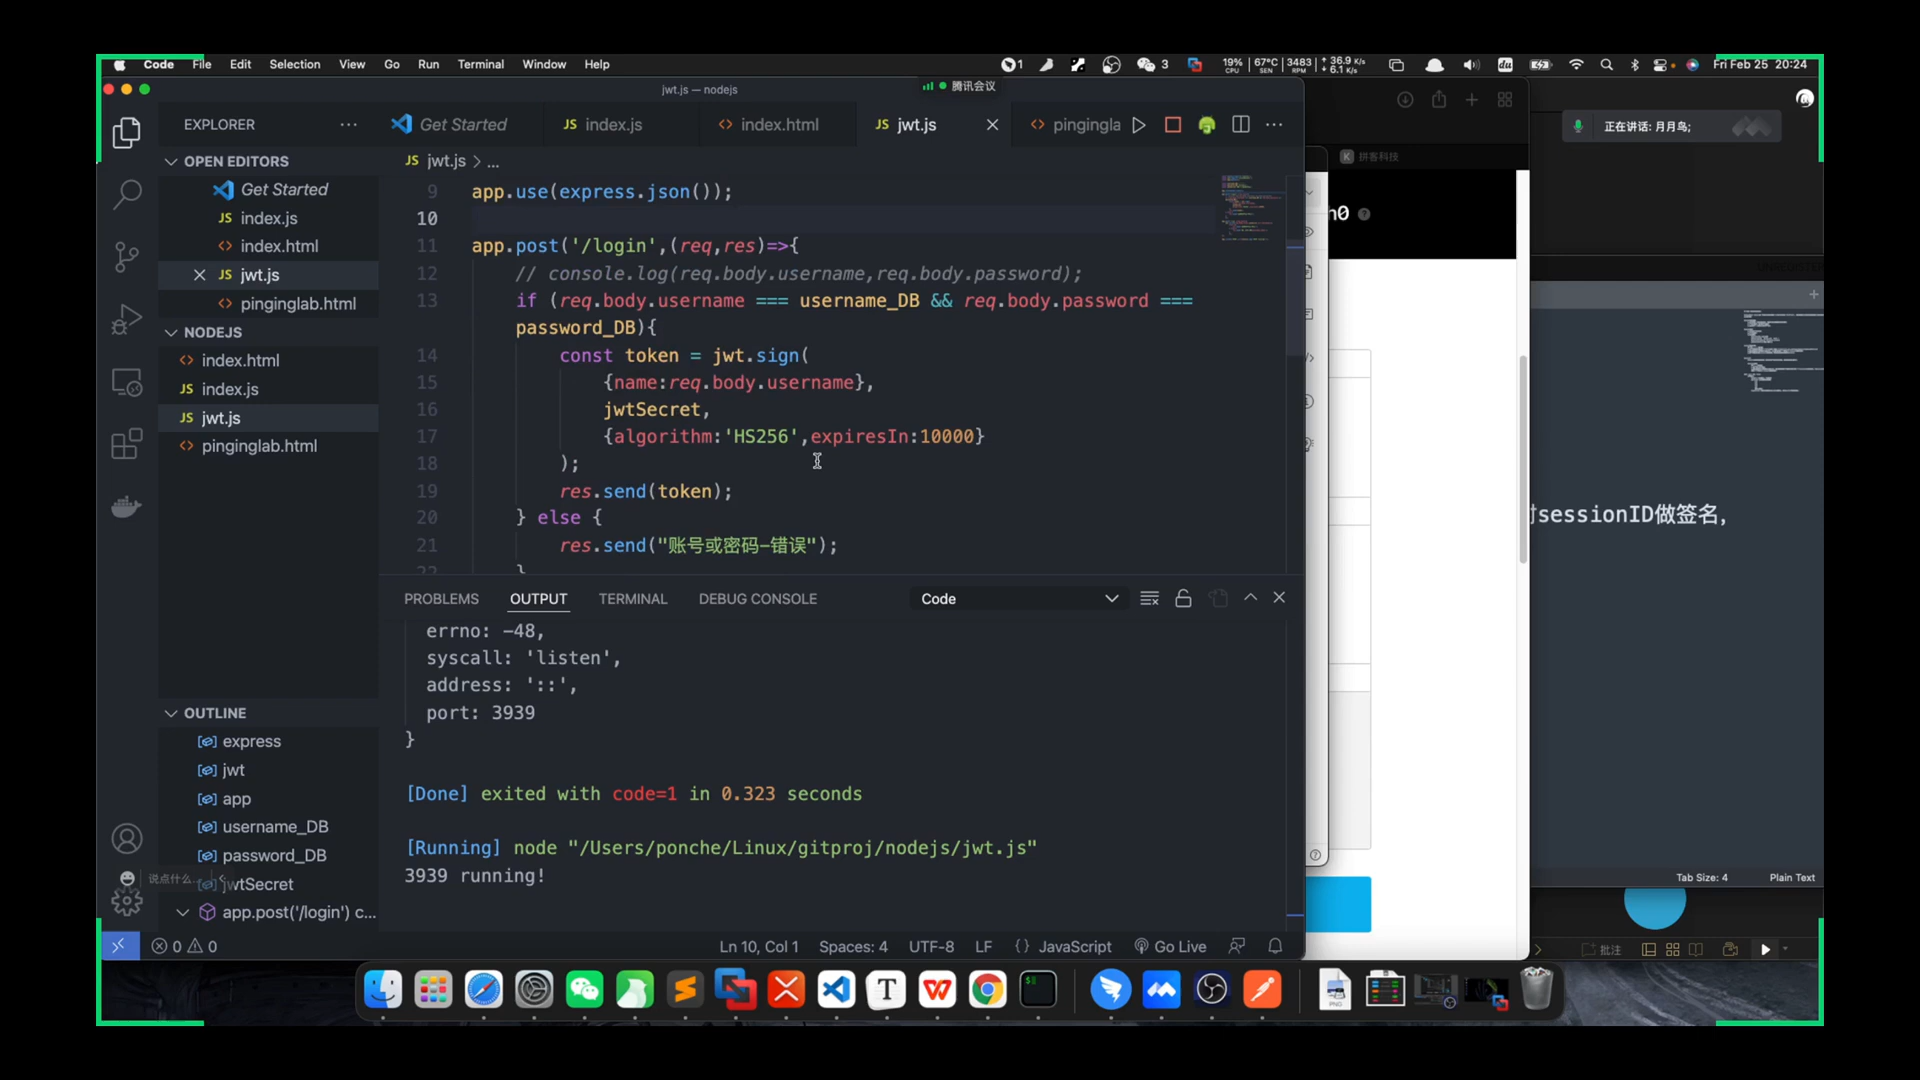 Code File Edit Selection View Go Run Terminal Window Help
1 3 19% CPU 67°C SEN 3483 RPM 36.9 K/s 6.1 K/s du Fri Feb 25 20:24
jwt.js — nodejs
腾讯会议
EXPLORER
Get Started
JS index.js
<> index.html
JS jwt.js
<> pingingla
正在讲话: 月月鸟;
OPEN EDITORS
Get Started
JS index.js
<> index.html
JS jwt.js
<> pinginglab.html
NODEJS
<> index.html
JS index.js
JS jwt.js
<> pinginglab.html
OUTLINE
express
jwt
app
username_DB
password_DB
jwtSecret
app.post('/login') c...
说点什么...
JS jwt.js > ...
9 app.use(express.json());
10
11 app.post('/login',(req,res)=>{
12 // console.log(req.body.username,req.body.password);
13 if (req.body.username === username_DB && req.body.password ===
password_DB){
14 const token = jwt.sign(
15 {name:req.body.username},
16 jwtSecret,
17 {algorithm:'HS256',expiresIn:10000}
18 );
19 res.send(token);
20 } else {
21 res.send("账号或密码-错误");
22 }
PROBLEMS OUTPUT TERMINAL DEBUG CONSOLE
Code
errno: -48,
syscall: 'listen',
address: '::',
port: 3939
}
[Done] exited with code=1 in 0.323 seconds
[Running] node "/Users/ponche/Linux/gitproj/nodejs/jwt.js"
3939 running!
0 0
Ln 10, Col 1 Spaces: 4 UTF-8 LF {} JavaScript Go Live
K 拼客科技
h0
sessionID做签名,
Tab Size: 4 Plain Text
批注